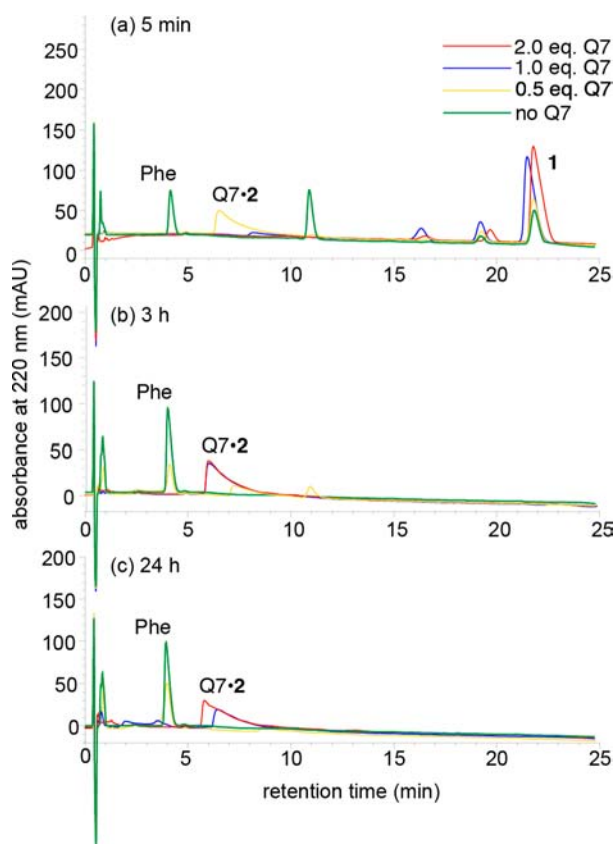 (a) 5 min
2.0 eq. Q7
1.0 eq. Q7
0.5 eq. Q7
no Q7
250
200
150
100
50
0
Phe
Q7•2
1
0 5 10 15 20 25
(b) 3 h
200
150
100
50
0
Phe
Q7•2
0 5 10 15 20 25
(c) 24 h
200
150
100
50
0
Phe
Q7•2
0 5 10 15 20 25
absorbance at 220 nm (mAU)
retention time (min)